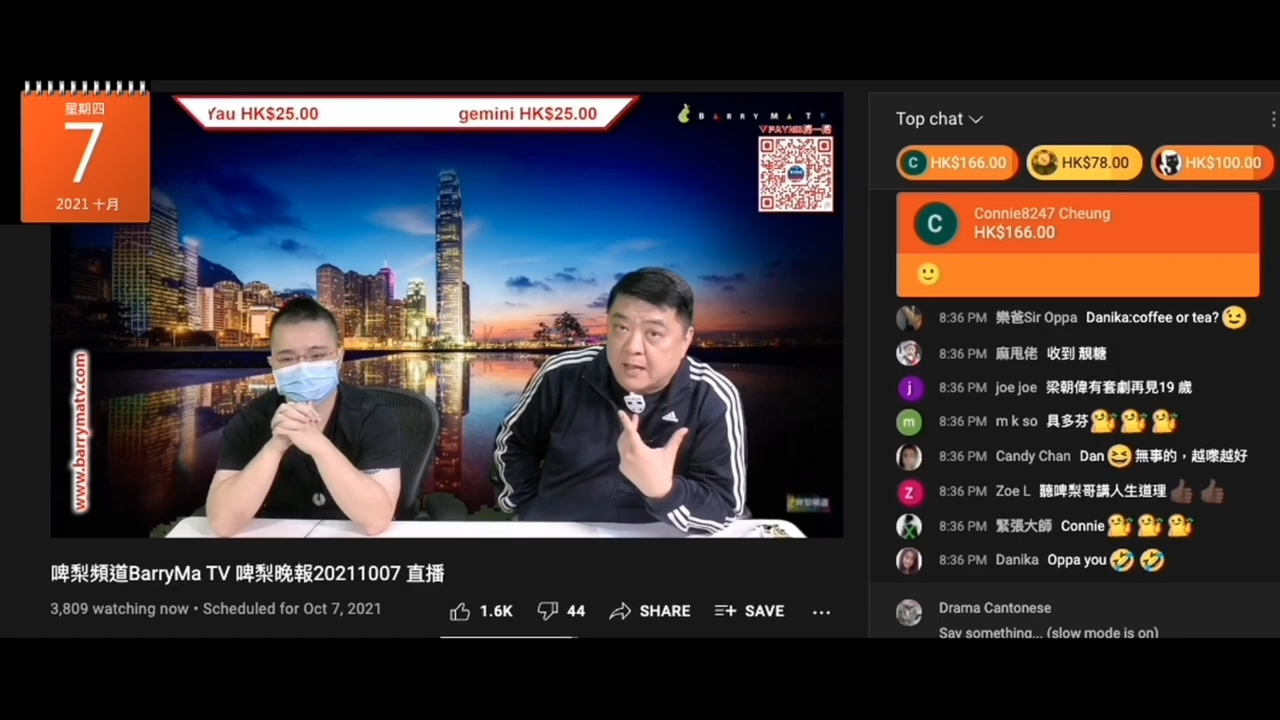 星期四
7
2021 十月
Yau HK$25.00
gemini HK$25.00
BARRYMATV
www.barrymatv.com
啤梨頻道
啤梨頻道BarryMa TV 啤梨晚報20211007 直播
3,809 watching now • Scheduled for Oct 7, 2021
1.6K
44
SHARE
SAVE
Top chat
C HK$166.00
HK$78.00
HK$100.00
C
Connie8247 Cheung
HK$166.00
🙂
8:36 PM 樂爸Sir Oppa Danika:coffee or tea?😉
8:36 PM 麻甩佬 收到 靚糖
j 8:36 PM joe joe 梁朝偉有套劇再見19 歲
m 8:36 PM m k so 具多芬🥳🥳🥳
8:36 PM Candy Chan Dan😆無事的，越嚟越好
Z 8:36 PM Zoe L 聽啤梨哥講人生道理👍🏿👍🏿
8:36 PM 緊張大師 Connie
8:36 PM Danika Oppa you🤣🤣
Drama Cantonese
Say something... (slow mode is on)